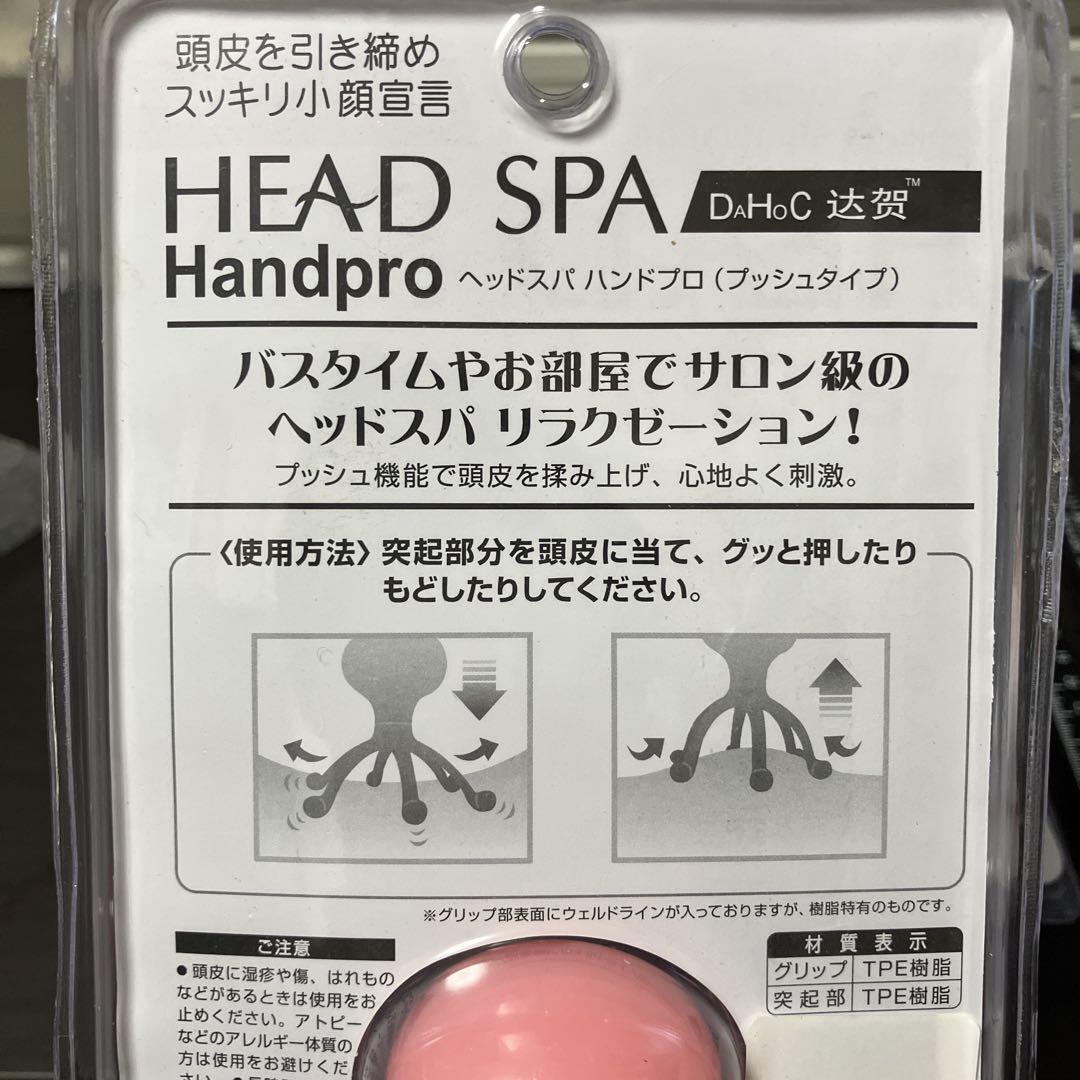 頭皮を引き締め
スッキリ小顔宣言
HEAD SPA DAHOC 达贺™
Handpro ヘッドスパ ハンドプロ（プッシュタイプ）
バスタイムやお部屋でサロン級の
ヘッドスパ リラクゼーション！
プッシュ機能で頭皮を揉み上げ、心地よく刺激。
〈使用方法〉突起部分を頭皮に当て、グッと押したり
もどしたりしてください。
※グリップ部表面にウェルドラインが入っておりますが、樹脂特有のものです。
ご注意
●頭皮に湿疹や傷、はれもの
などがあるときは使用をお
止めください。アトピー
などのアレルギー体質の
方は使用をお避けくだ
さい。●
材質表示
グリップ TPE樹脂
突起部 TPE樹脂